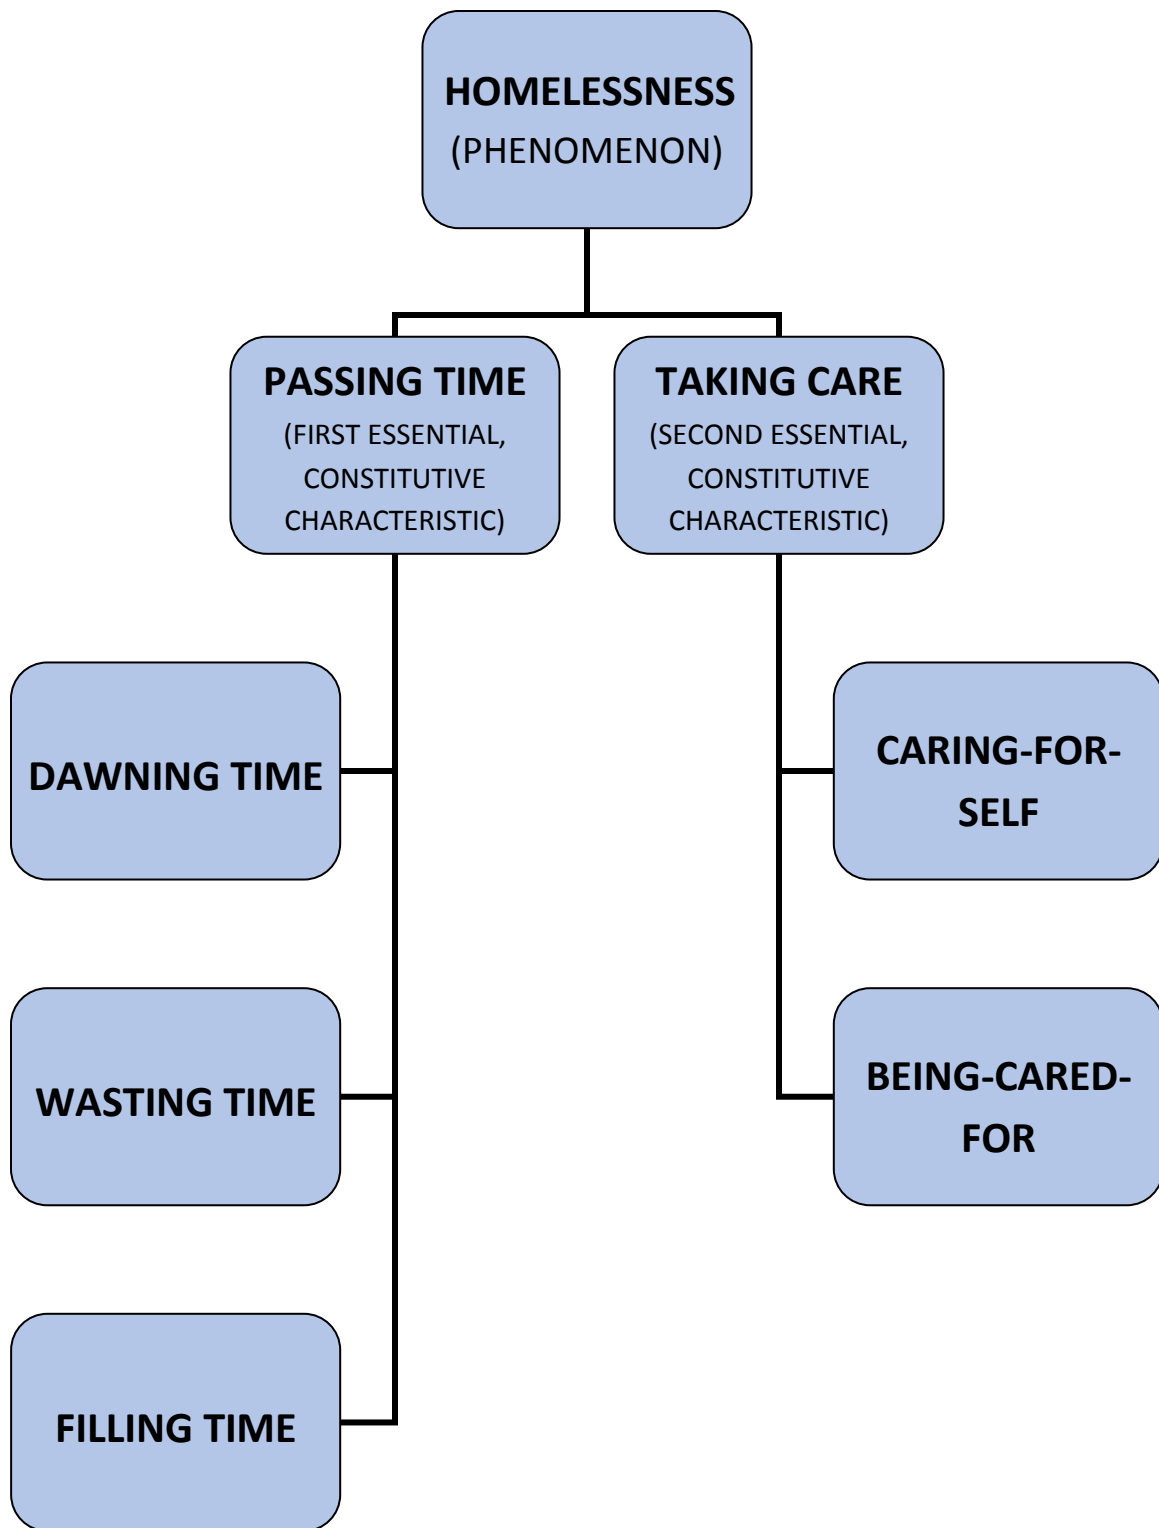 HOMELESSNESS
(PHENOMENON)
PASSING TIME
(FIRST ESSENTIAL,
CONSTITUTIVE
CHARACTERISTIC)
TAKING CARE
(SECOND ESSENTIAL,
CONSTITUTIVE
CHARACTERISTIC)
DAWNING TIME
CARING-FOR-
SELF
WASTING TIME
BEING-CARED-
FOR
FILLING TIME